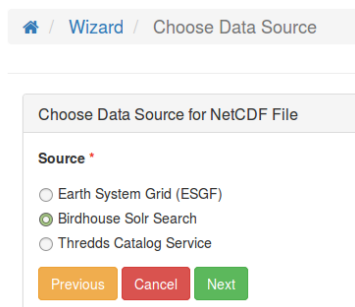 / Wizard / Choose Data Source
Choose Data Source for NetCDF File
Source *
Earth System Grid (ESGF)
Birdhouse Solr Search
Thredds Catalog Service
Previous Cancel Next